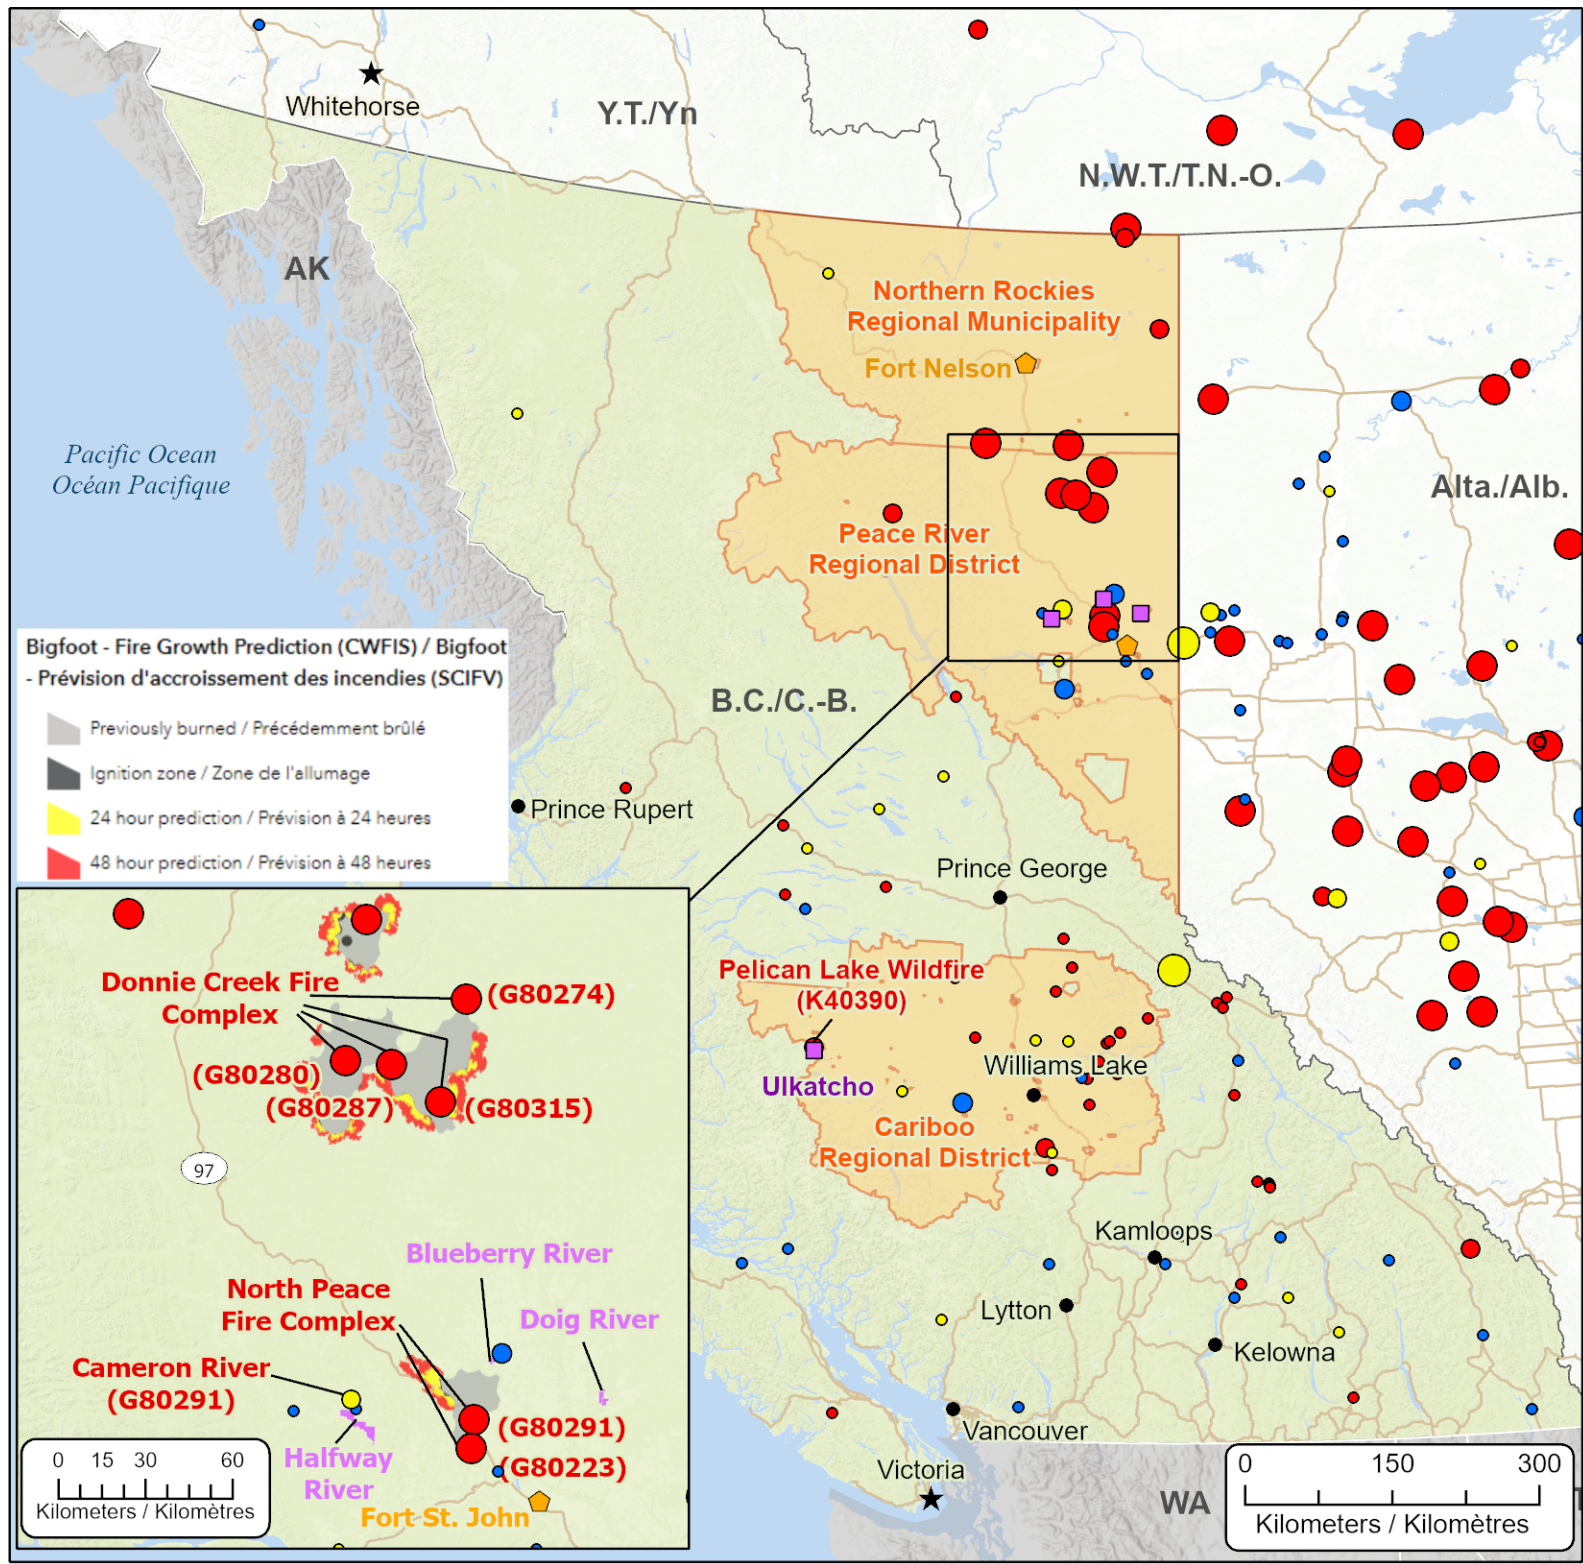 Whitehorse
Y.T./Yn
N.W.T./T.N.-O.
AK
Northern Rockies
Regional Municipality
Fort Nelson
Pacific Ocean
Océan Pacifique
Alta./Alb.
Peace River
Regional District
Bigfoot - Fire Growth Prediction (CWFIS) / Bigfoot
- Prévision d'accroissement des incendies (SCIFV)
Previously burned / Précédemment brûlé
Ignition zone / Zone de l'allumage
24 hour prediction / Prévision à 24 heures
48 hour prediction / Prévision à 48 heures
B.C./C.-B.
Prince Rupert
Prince George
Pelican Lake Wildfire
(K40390)
Williams Lake
Ulkatcho
Cariboo
Regional District
Kamloops
Lytton
Kelowna
Vancouver
Victoria
WA
0 150 300
Kilometers / Kilomètres
Donnie Creek Fire
Complex
(G80274)
(G80280)
(G80287)
(G80315)
97
Blueberry River
North Peace
Fire Complex
Doig River
Cameron River
(G80291)
(G80291)
Halfway
River
(G80223)
Fort St. John
0 15 30 60
Kilometers / Kilomètres